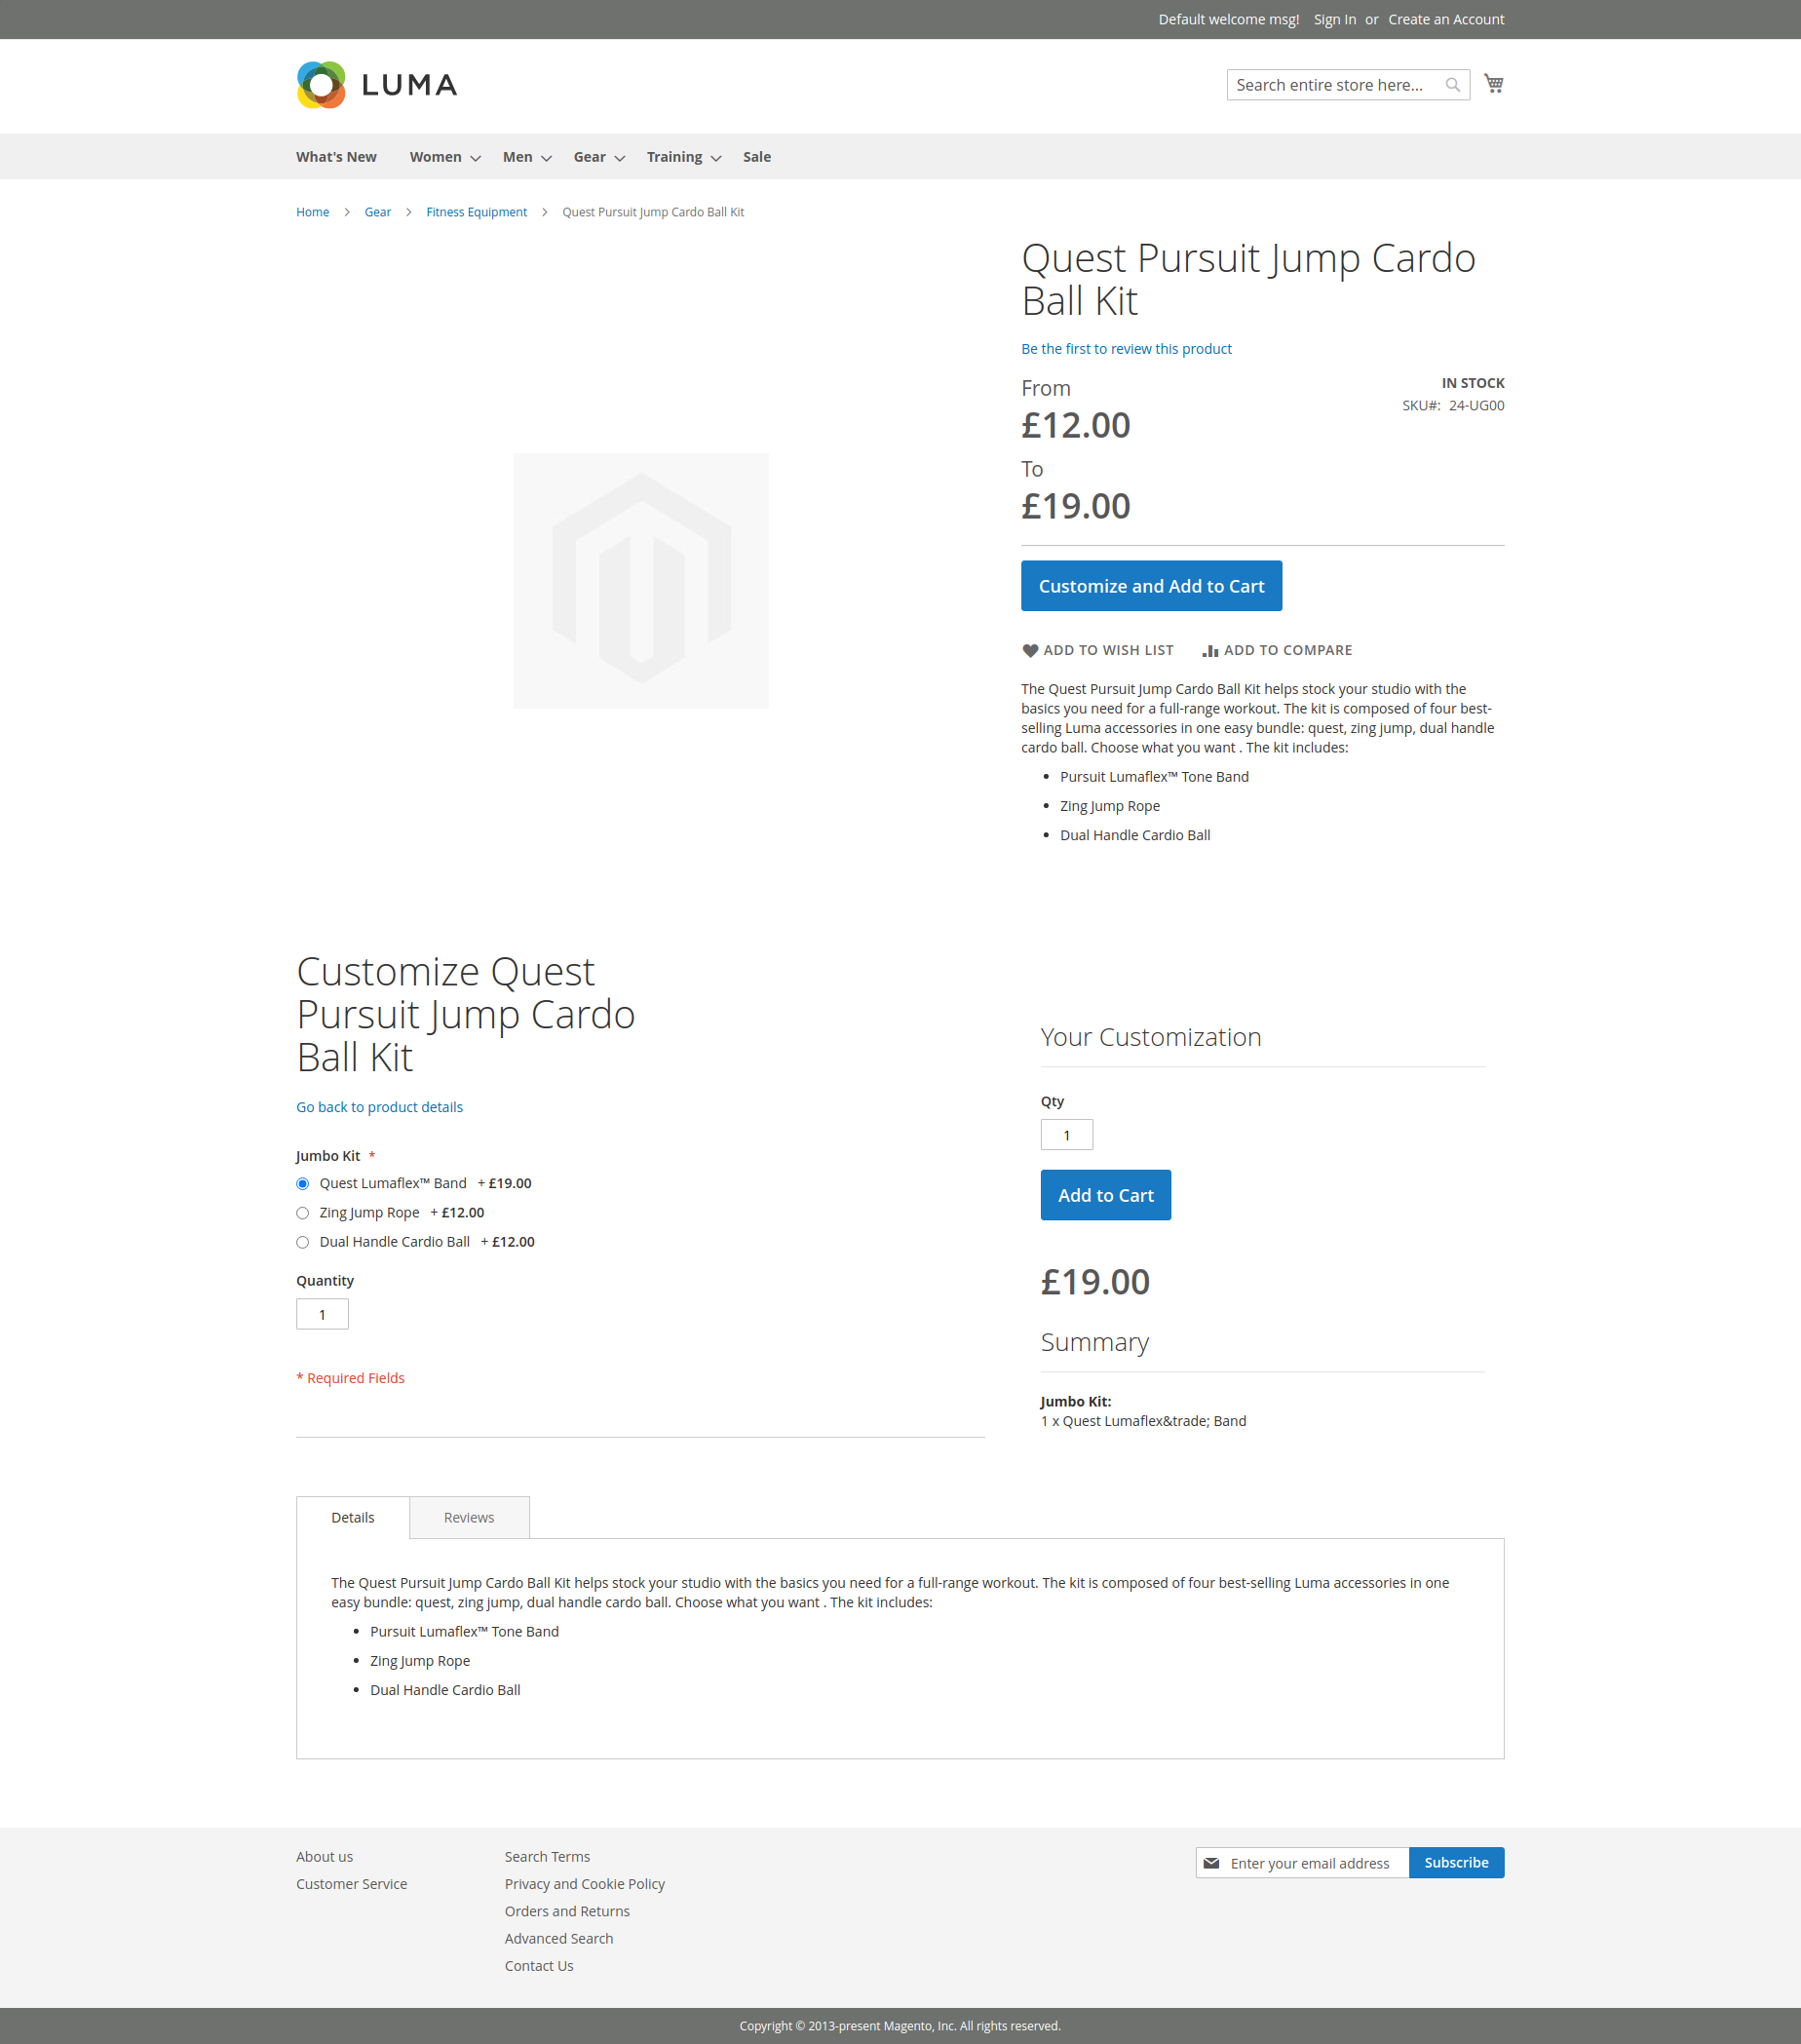 Default welcome msg! Sign In or Create an Account
LUMA
Search entire store here...
What's New Women Men Gear Training Sale
Home > Gear > Fitness Equipment > Quest Pursuit Jump Cardo Ball Kit
Quest Pursuit Jump Cardo
Ball Kit
Be the first to review this product
From
IN STOCK
£12.00
SKU#: 24-UG00
To
£19.00
Customize and Add to Cart
ADD TO WISH LIST ADD TO COMPARE
The Quest Pursuit Jump Cardo Ball Kit helps stock your studio with the
basics you need for a full-range workout. The kit is composed of four best-
selling Luma accessories in one easy bundle: quest, zing jump, dual handle
cardo ball. Choose what you want . The kit includes:
• Pursuit Lumaflex™ Tone Band
• Zing Jump Rope
• Dual Handle Cardio Ball
Customize Quest
Pursuit Jump Cardo
Ball Kit
Go back to product details
Jumbo Kit *
Quest Lumaflex™ Band + £19.00
Zing Jump Rope + £12.00
Dual Handle Cardio Ball + £12.00
Quantity
1
* Required Fields
Your Customization
Qty
1
Add to Cart
£19.00
Summary
Jumbo Kit:
1 x Quest Lumaflex&trade; Band
Details Reviews
The Quest Pursuit Jump Cardo Ball Kit helps stock your studio with the basics you need for a full-range workout. The kit is composed of four best-selling Luma accessories in one
easy bundle: quest, zing jump, dual handle cardo ball. Choose what you want . The kit includes:
• Pursuit Lumaflex™ Tone Band
• Zing Jump Rope
• Dual Handle Cardio Ball
About us
Customer Service
Search Terms
Privacy and Cookie Policy
Orders and Returns
Advanced Search
Contact Us
Enter your email address Subscribe
Copyright © 2013-present Magento, Inc. All rights reserved.